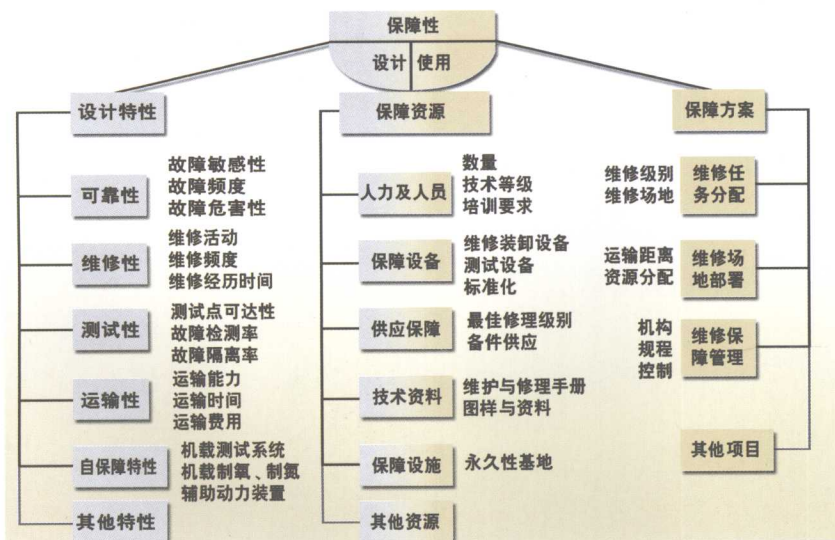 保障性
设计 使用
设计特性
可靠性
故障敏感性
故障频度
故障危害性
维修性
维修活动
维修频度
维修经历时间
测试性
测试点可达性
故障检测率
故障隔离率
运输性
运输能力
运输时间
运输费用
自保障特性
机载测试系统
机载制氧、制氮
辅助动力装置
其他特性
保障资源
人力及人员
数量
技术等级
培训要求
保障设备
维修装卸设备
测试设备
标准化
供应保障
最佳修理级别
备件供应
技术资料
维护与修理手册
图样与资料
保障设施
永久性基地
其他资源
保障方案
维修级别
维修场地
维修任
务分配
运输距离
资源分配
维修场
地部署
机构
规程
控制
维修保
障管理
其他项目